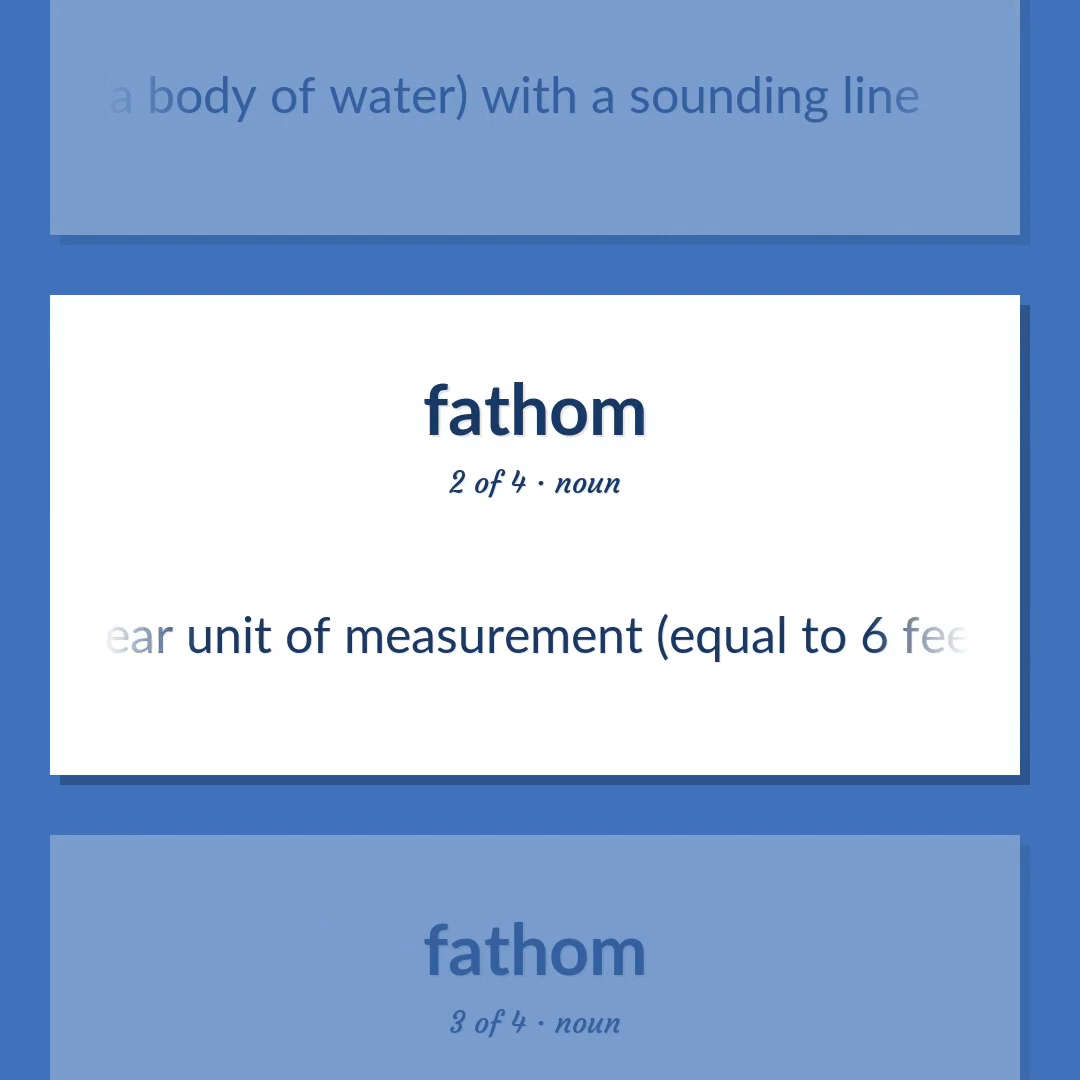 (a body of water) with a sounding line
fathom
2 of 4 · noun
ear unit of measurement (equal to 6 fee
fathom
3 of 4 · noun